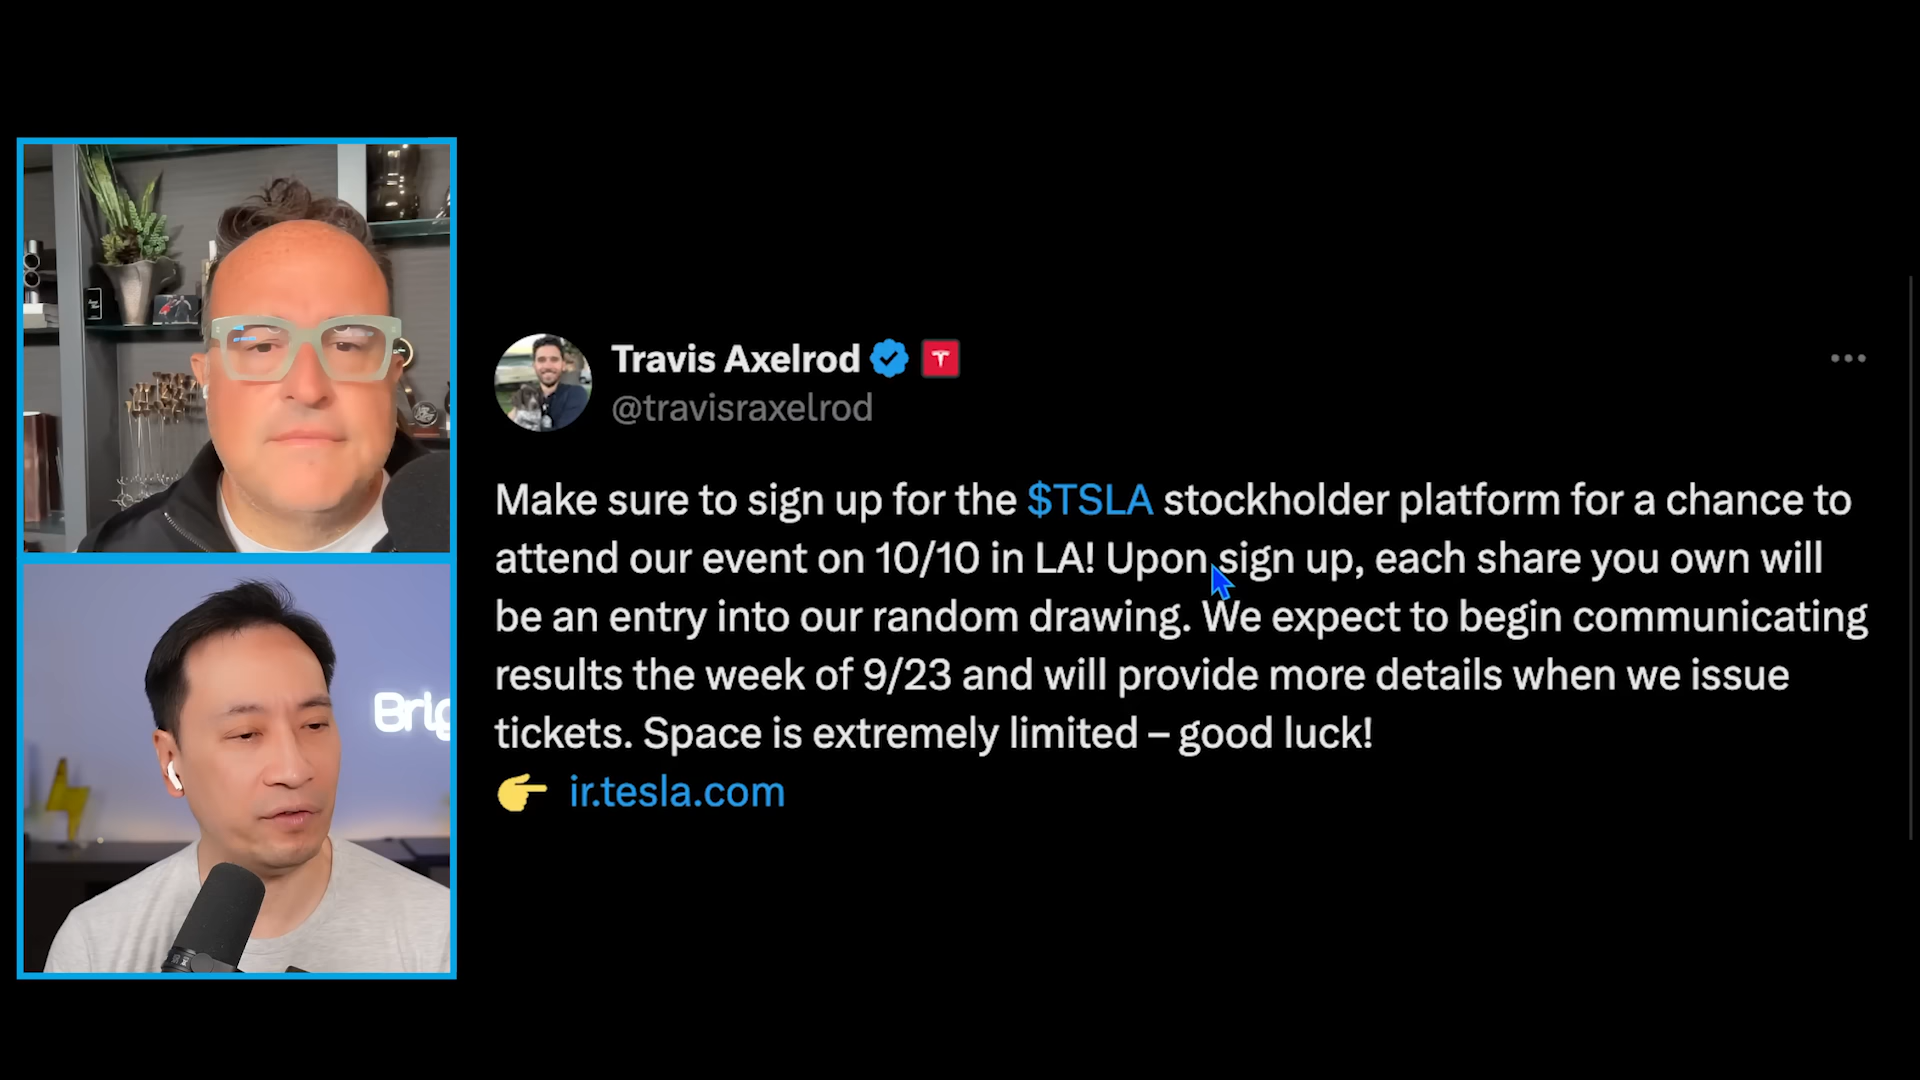 Travis Axelrod
@travisraxelrod
Make sure to sign up for the $TSLA stockholder platform for a chance to
attend our event on 10/10 in LA! Upon sign up, each share you own will
be an entry into our random drawing. We expect to begin communicating
results the week of 9/23 and will provide more details when we issue
tickets. Space is extremely limited – good luck!
👉 ir.tesla.com
Brig